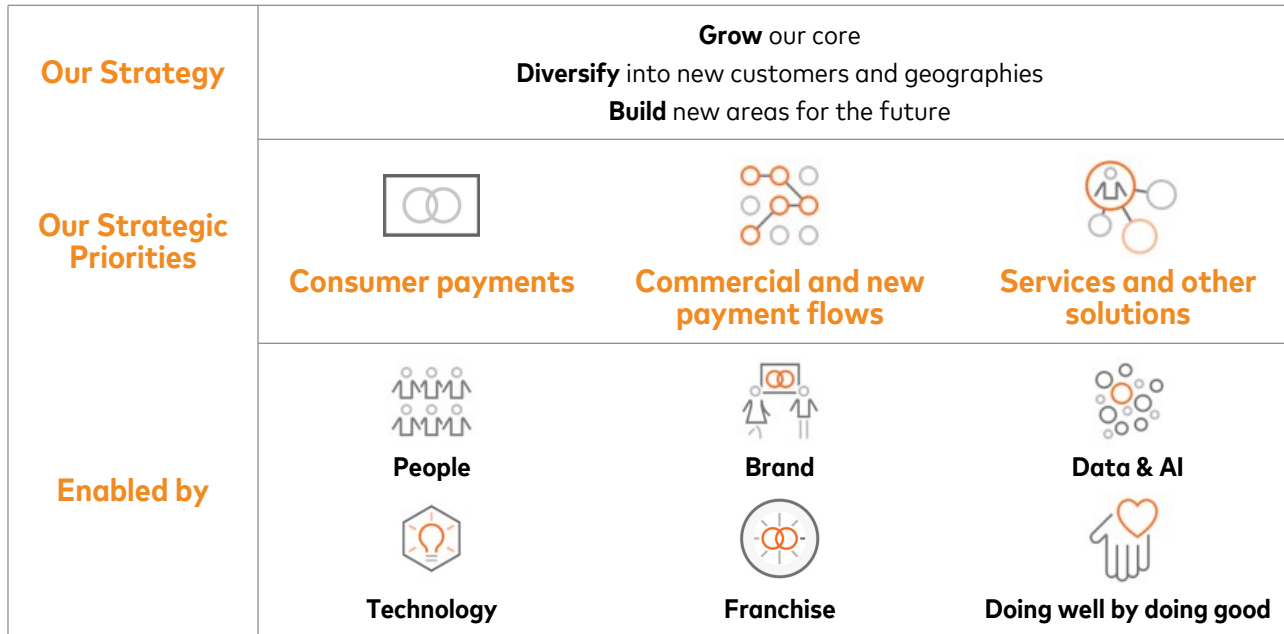 Our Strategy
Grow our core
Diversify into new customers and geographies
Build new areas for the future
Our Strategic
Priorities
Consumer payments
Commercial and new
payment flows
Services and other
solutions
Enabled by
People
Brand
Data & AI
Technology
Franchise
Doing well by doing good